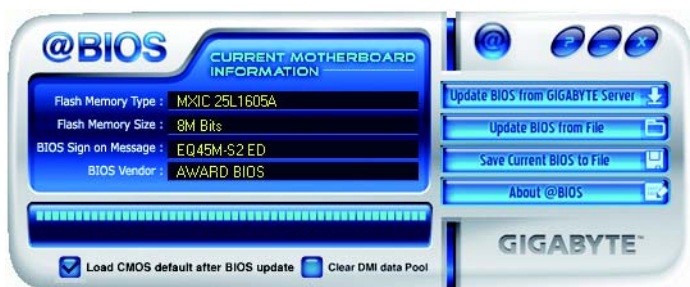 @BIOS
CURRENT MOTHERBOARD
INFORMATION
Flash Memory Type : MXIC 25L1605A
Flash Memory Size : 8M Bits
BIOS Sign on Message : EQ45M-S2 ED
BIOS Vendor : AWARD BIOS
Load CMOS default after BIOS update
Clear DMI data Pool
@ ? – X
Update BIOS from GIGABYTE Server
Update BIOS from File
Save Current BIOS to File
About @BIOS
GIGABYTE™